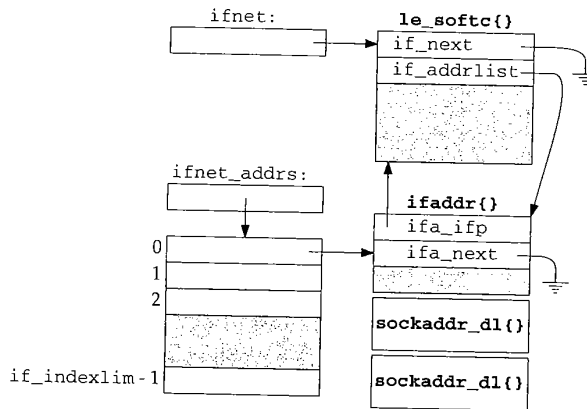 ifnet:
le_softc{}
if_next
if_addrlist
ifnet_addrs:
ifaddr{}
ifa_ifp
ifa_next
0
1
2
if_indexlim - 1
sockaddr_dl{}
sockaddr_dl{}